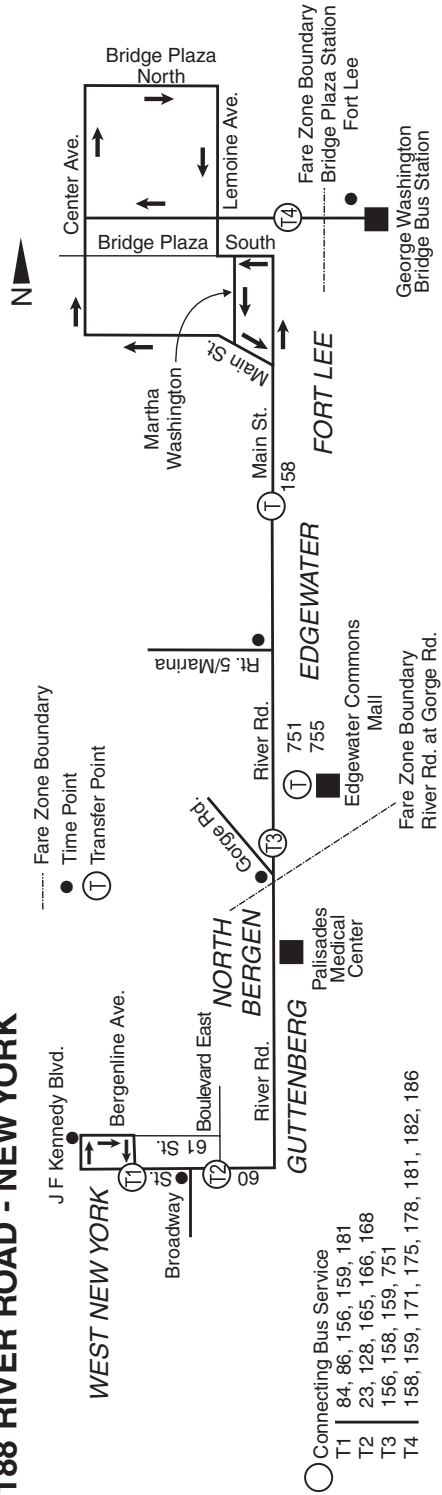 188 RIVER ROAD - NEW YORK
Fare Zone Boundary
Time Point
T Transfer Point
N
J F Kennedy Blvd.
Bergenline Ave.
WEST NEW YORK
T1
61 St.
60 St.
Broadway
Boulevard East
T2
River Rd.
GUTTENBERG
NORTH
BERGEN
Palisades
Medical
Center
Gorge Rd.
T3
Fare Zone Boundary
River Rd. at Gorge Rd.
River Rd.
T 751
755
Edgewater Commons
Mall
Rt. 5/Marina
EDGEWATER
T 158
Main St.
FORT LEE
Main St.
Martha
Washington
Center Ave.
Bridge Plaza South
Bridge Plaza
North
Lemoine Ave.
T4
Fare Zone Boundary
Bridge Plaza Station
Fort Lee
George Washington
Bridge Bus Station
Connecting Bus Service
T1 84, 86, 156, 159, 181
T2 23, 128, 165, 166, 168
T3 156, 158, 159, 751
T4 158, 159, 171, 175, 178, 181, 182, 186